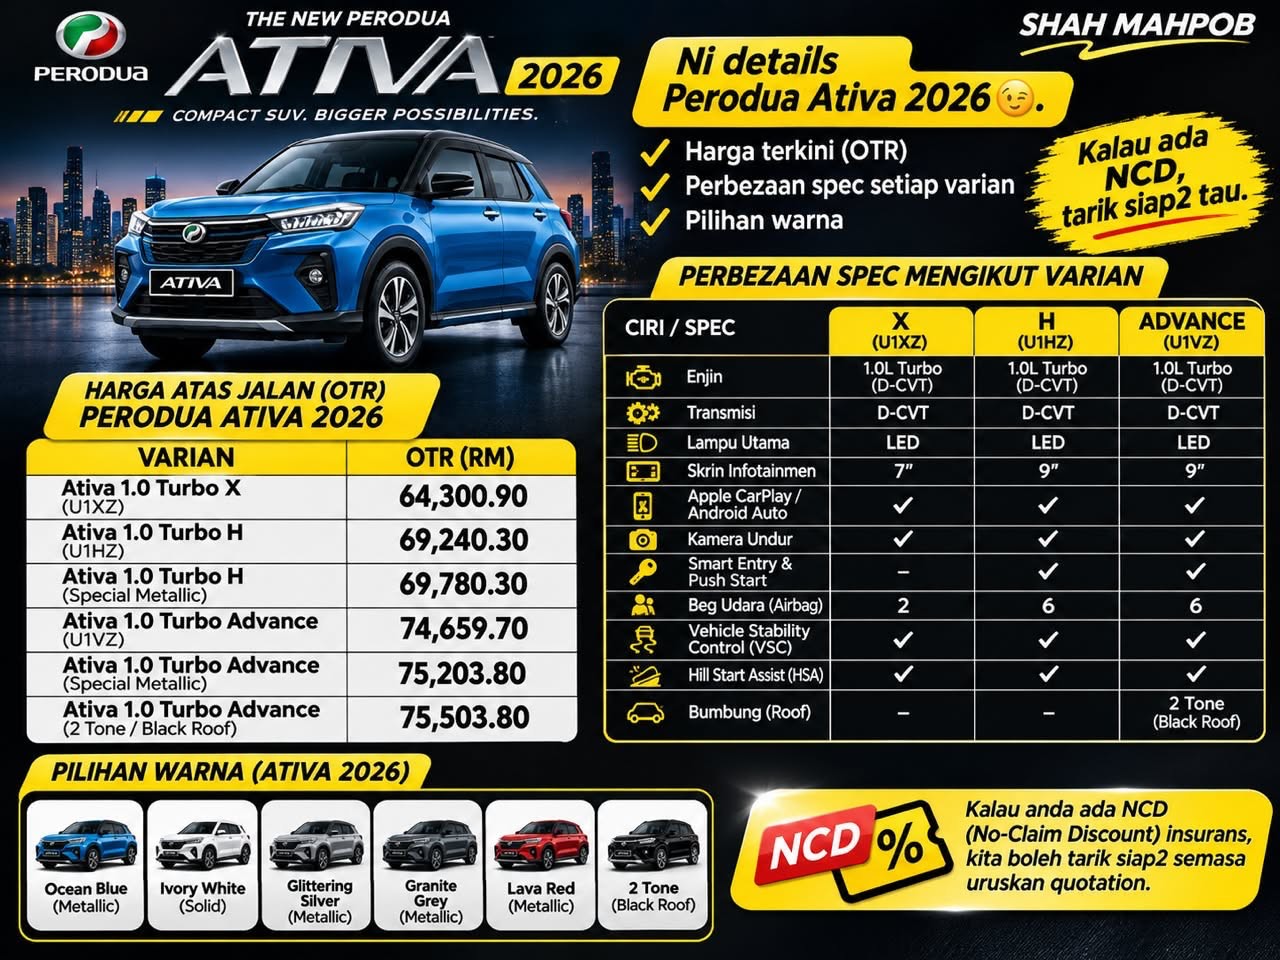 PERODUA
THE NEW PERODUA
ATIVA
2026
COMPACT SUV. BIGGER POSSIBILITIES.
ATIVA
SHAH MAHPOB
Ni details
Perodua Ativa 2026😉.
✓ Harga terkini (OTR)
✓ Perbezaan spec setiap varian
✓ Pilihan warna
Kalau ada
NCD,
tarik siap2 tau.
HARGA ATAS JALAN (OTR)
PERODUA ATIVA 2026
VARIAN OTR (RM)
Ativa 1.0 Turbo X
(U1XZ)
64,300.90
Ativa 1.0 Turbo H
(U1HZ)
69,240.30
Ativa 1.0 Turbo H
(Special Metallic)
69,780.30
Ativa 1.0 Turbo Advance
(U1VZ)
74,659.70
Ativa 1.0 Turbo Advance
(Special Metallic)
75,203.80
Ativa 1.0 Turbo Advance
(2 Tone / Black Roof)
75,503.80
PERBEZAAN SPEC MENGIKUT VARIAN
CIRI / SPEC
X
(U1XZ)
H
(U1HZ)
ADVANCE
(U1VZ)
Enjin
1.0L Turbo
(D-CVT)
1.0L Turbo
(D-CVT)
1.0L Turbo
(D-CVT)
Transmisi D-CVT D-CVT D-CVT
Lampu Utama LED LED LED
Skrin Infotainmen 7” 9” 9”
Apple CarPlay /
Android Auto
✓ ✓ ✓
Kamera Undur ✓ ✓ ✓
Smart Entry &
Push Start
– ✓ ✓
Beg Udara (Airbag) 2 6 6
Vehicle Stability
Control (VSC)
✓ ✓ ✓
Hill Start Assist (HSA) ✓ ✓ ✓
Bumbung (Roof) – –
2 Tone
(Black Roof)
PILIHAN WARNA (ATIVA 2026)
Ocean Blue
(Metallic)
Ivory White
(Solid)
Glittering
Silver
(Metallic)
Granite
Grey
(Metallic)
Lava Red
(Metallic)
2 Tone
(Black Roof)
NCD
%
Kalau anda ada NCD
(No-Claim Discount) insurans,
kita boleh tarik siap2 semasa
uruskan quotation.